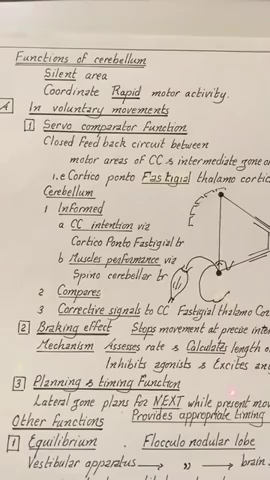 Functions of cerebellum
Silent area
Coordinate Rapid motor activity.
A In voluntary movements
1 Servo comparator Function
Closed Feed back circuit between
motor areas of CC & intermediate zone of
i.e Cortico ponto Fastigial thalamo cortic
Cerebellum
1 Informed
a CC intention via
Cortico Ponto Fastigial tr
b Muscles performance via
Spino cerebellar tr
2 Compares
3 Corrective signals to CC Fastigial Thalamo Cor
2 Braking effect Stops movement at precise inte
Mechanism Assesses rate & Calculates length o
Inhibits agonists & Excites an
3 Planning & timing Function
Lateral zone plans for NEXT while present mov
Provides appropriate timing
Other functions
1 Equilibrium . Flocculo nodular lobe
Vestibular apparatus → " → brain